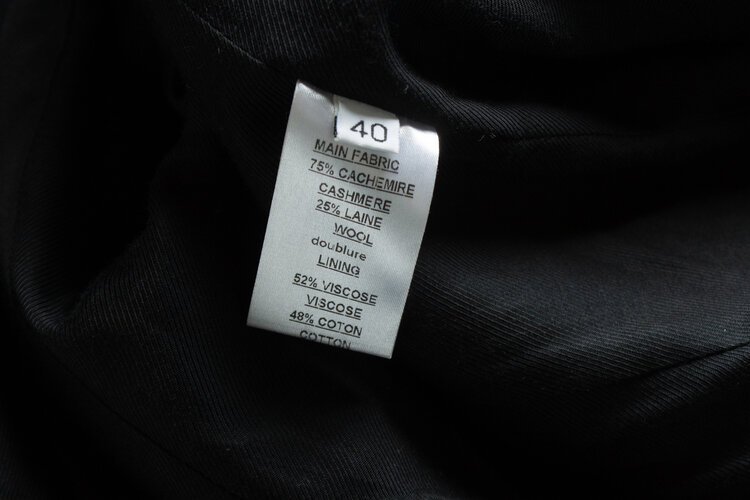 40
MAIN FABRIC
75% CACHEMIRE
CASHMERE
25% LAINE
WOOL
doublure
LINING
52% VISCOSE
VISCOSE
48% COTON
COTTON